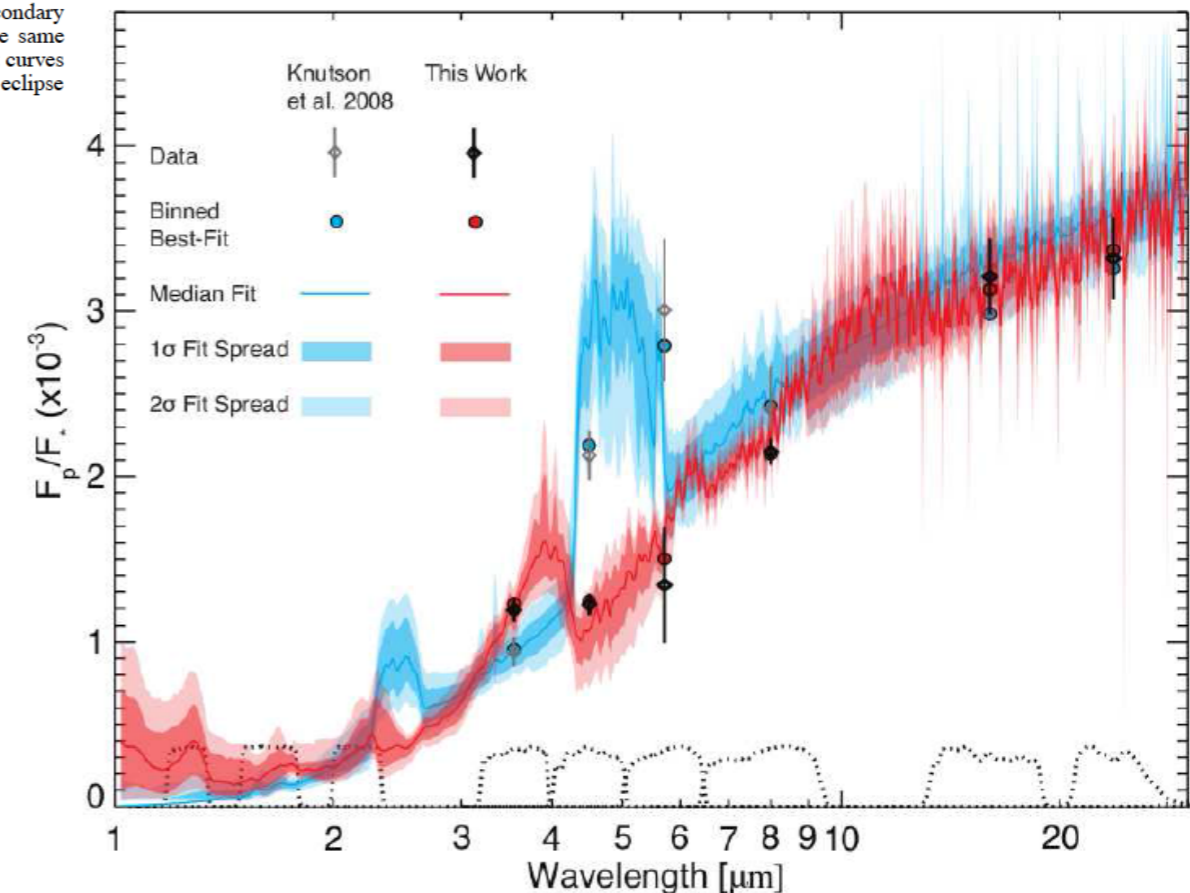 ondary
e same
curves
eclipse
Knutson
et al. 2008
This Work
Data
Binned
Best-Fit
Median Fit
1σ Fit Spread
2σ Fit Spread
4
3
2
1
0
Fp/F* (x10-3)
1 2 3 4 5 6 7 8 9 10 20
Wavelength [μm]